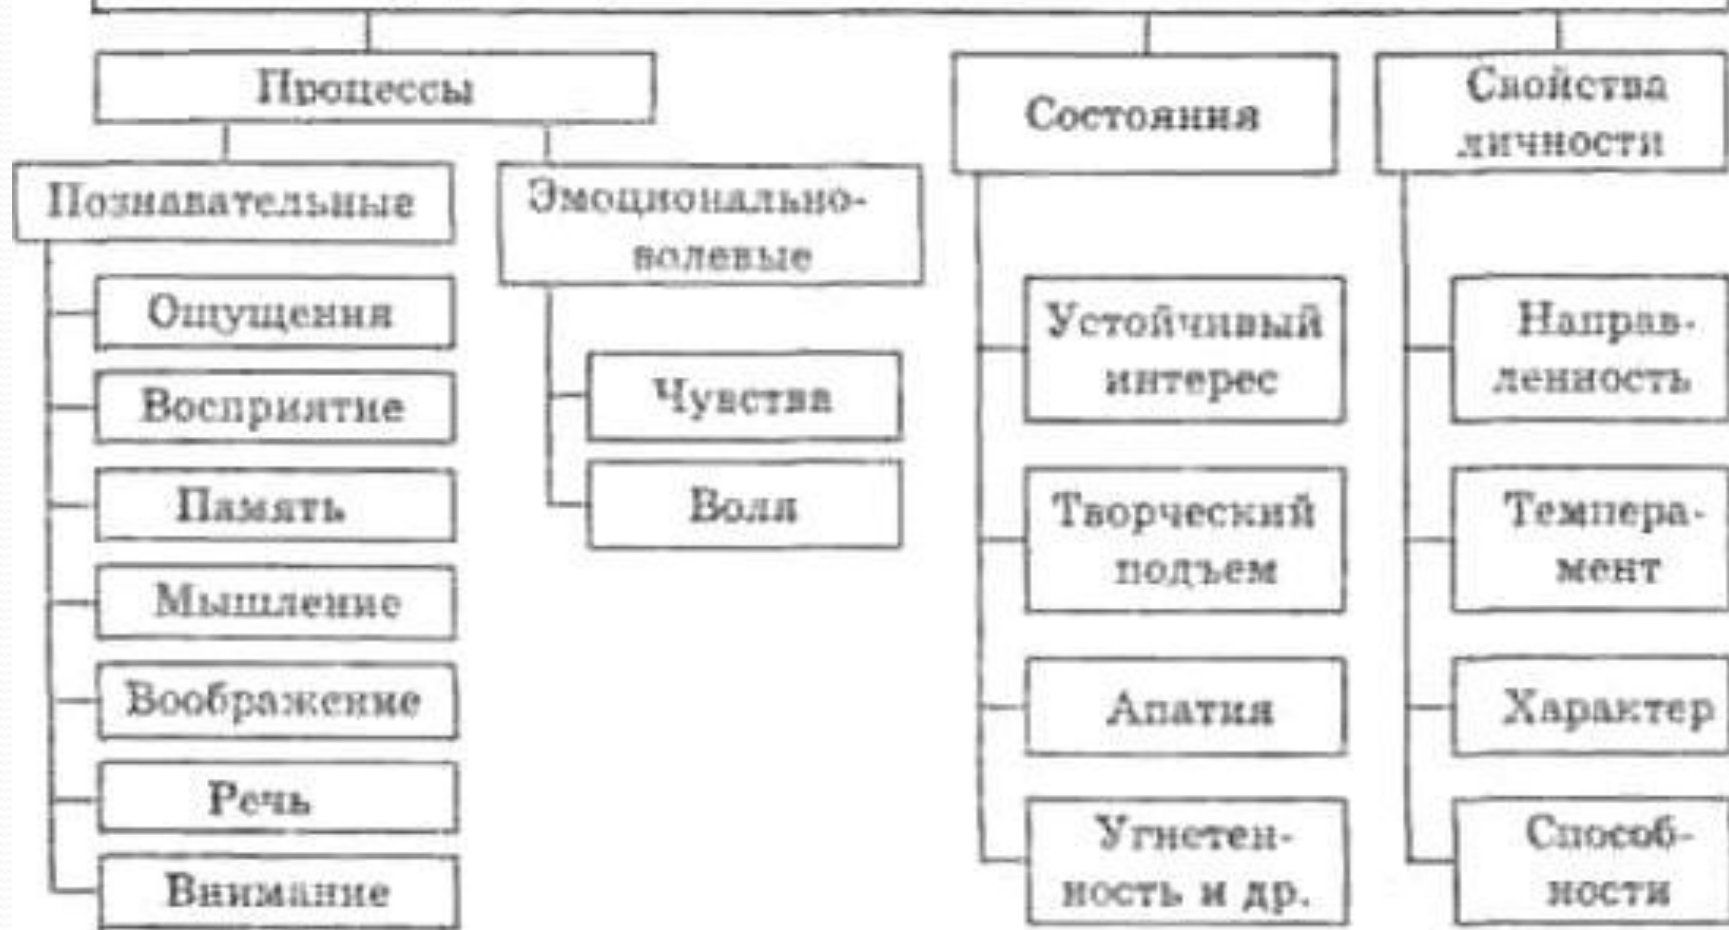 Процессы
Состояния
Свойства
личности
Познавательные
Эмоционально-
волевые
Ощущения
Восприятие
Память
Мышление
Воображение
Речь
Внимание
Чувства
Воля
Устойчивый
интерес
Творческий
подъем
Апатия
Угнетен-
ность и др.
Направ-
ленность
Темпера-
мент
Характер
Способ-
ности